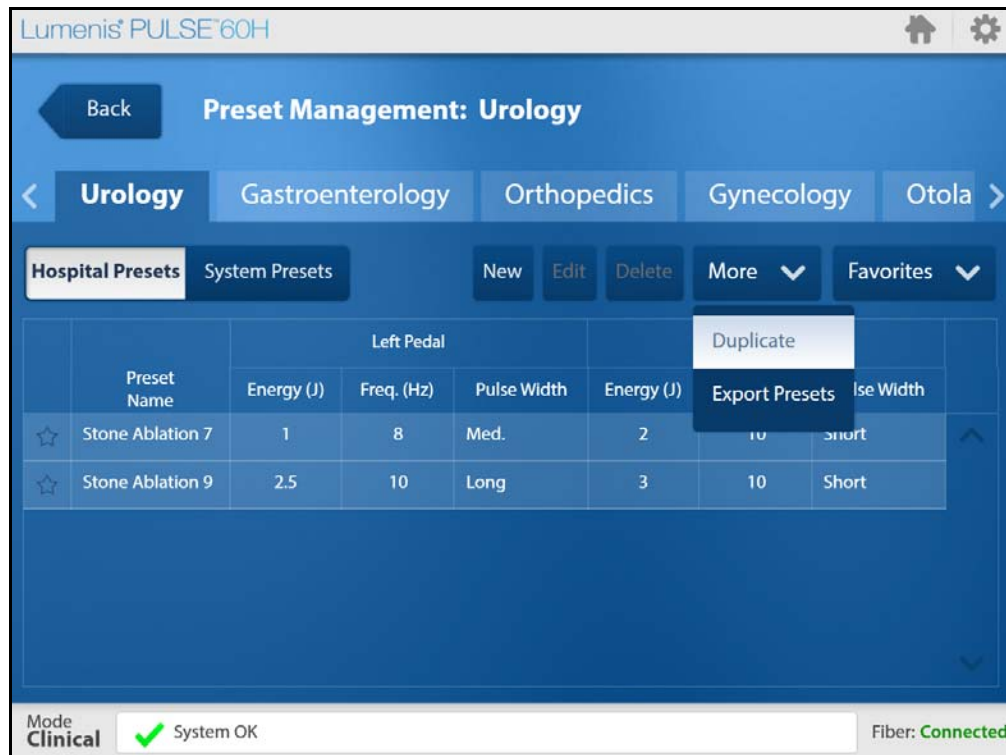 Lumenis® PULSE™60H
Back
Preset Management: Urology
Urology Gastroenterology Orthopedics Gynecology Otola
Hospital Presets System Presets New Edit Delete More Favorites
Left Pedal Duplicate
Preset Name Energy (J) Freq. (Hz) Pulse Width Energy (J) Export Presets lse Width
Stone Ablation 7 1 8 Med. 2 10 Short
Stone Ablation 9 2.5 10 Long 3 10 Short
Mode
Clinical System OK Fiber: Connected